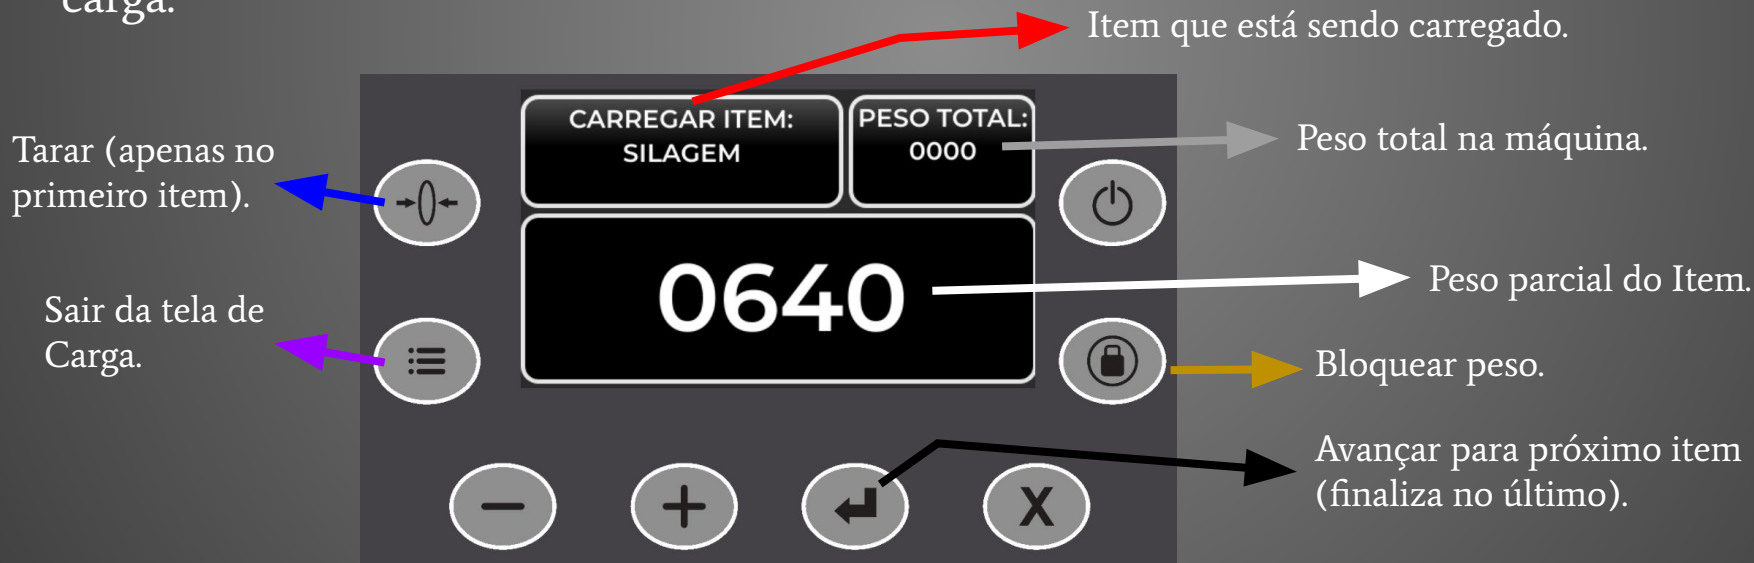 carga.
Item que está sendo carregado.
CARREGAR ITEM:
SILAGEM
PESO TOTAL:
0000
Peso total na máquina.
Tarar (apenas no
primeiro item).
0640
Peso parcial do Item.
Sair da tela de
Carga.
Bloquear peso.
Avançar para próximo item
(finaliza no último).
X